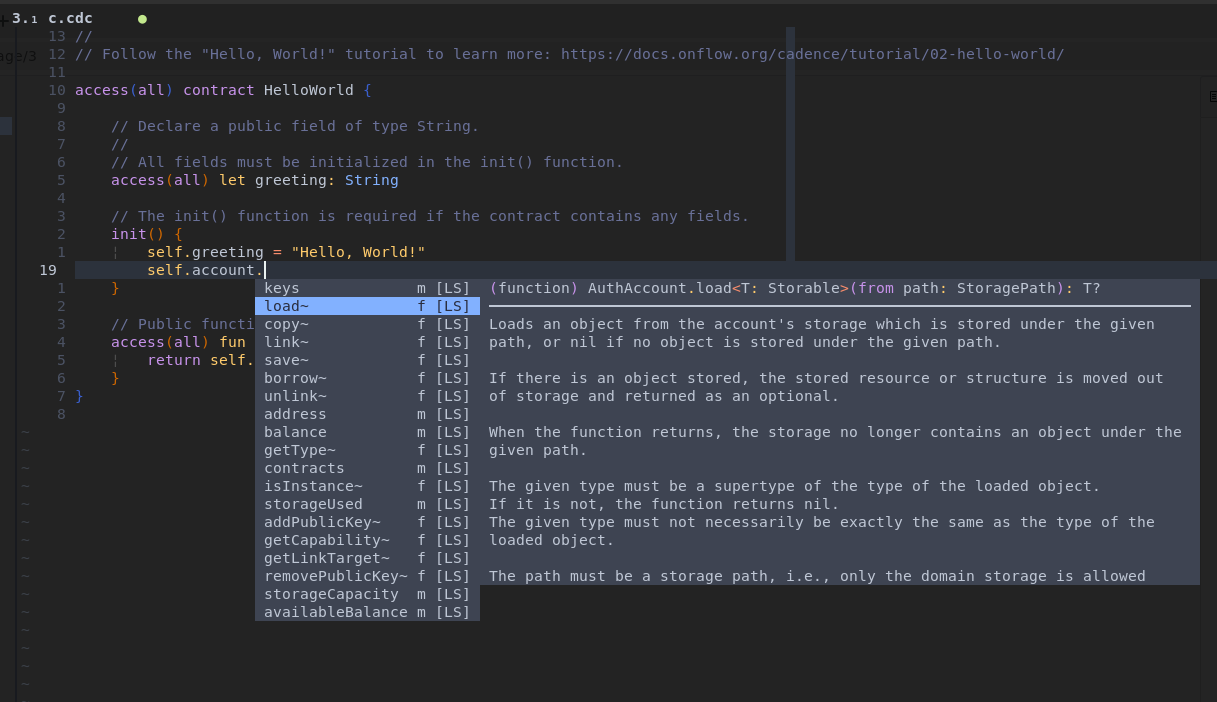 3.₁ c.cdc ●
13 //
12 // Follow the "Hello, World!" tutorial to learn more: https://docs.onflow.org/cadence/tutorial/02-hello-world/
11
10 access(all) contract HelloWorld {
9
8 // Declare a public field of type String.
7 //
6 // All fields must be initialized in the init() function.
5 access(all) let greeting: String
4
3 // The init() function is required if the contract contains any fields.
2 init() {
1 ¦ self.greeting = "Hello, World!"
19 self.account.
1 }
2
3 // Public functi
4 access(all) fun
5 ¦ return self.
6 }
7 }
8
keys m [LS]
load~ f [LS]
copy~ f [LS]
link~ f [LS]
save~ f [LS]
borrow~ f [LS]
unlink~ f [LS]
address m [LS]
balance m [LS]
getType~ f [LS]
contracts m [LS]
isInstance~ f [LS]
storageUsed m [LS]
addPublicKey~ f [LS]
getCapability~ f [LS]
getLinkTarget~ f [LS]
removePublicKey~ f [LS]
storageCapacity m [LS]
availableBalance m [LS]
(function) AuthAccount.load<T: Storable>(from path: StoragePath): T?
Loads an object from the account's storage which is stored under the given
path, or nil if no object is stored under the given path.
If there is an object stored, the stored resource or structure is moved out
of storage and returned as an optional.
When the function returns, the storage no longer contains an object under the
given path.
The given type must be a supertype of the type of the loaded object.
If it is not, the function returns nil.
The given type must not necessarily be exactly the same as the type of the
loaded object.
The path must be a storage path, i.e., only the domain storage is allowed